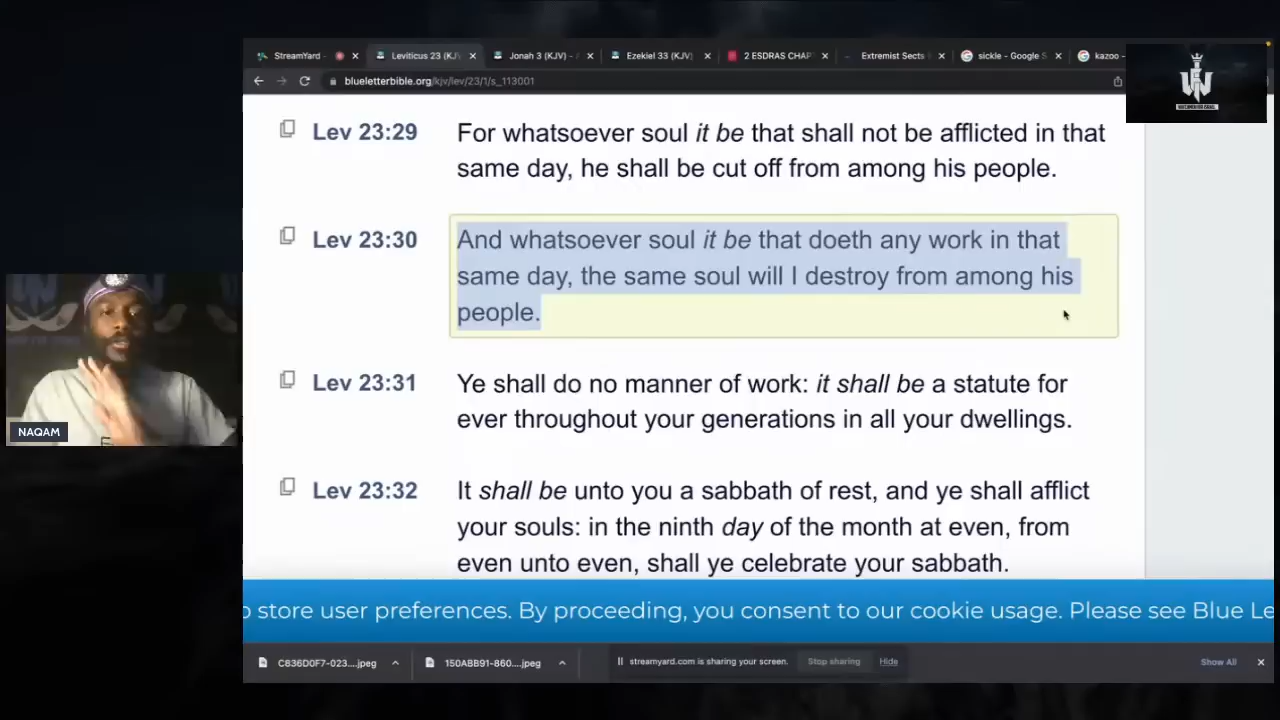 StreamYard
Leviticus 23 (KJ
Jonah 3 (KJV) -
Ezekiel 33 (KJV)
2 ESDRAS CHAP
Extremist Sects
sickle - Google S
kazoo -
blueletterbible.org/kjv/lev/23/1/s_113001
Lev 23:29
For whatsoever soul it be that shall not be afflicted in that
same day, he shall be cut off from among his people.
Lev 23:30
And whatsoever soul it be that doeth any work in that
same day, the same soul will I destroy from among his
people.
Lev 23:31
Ye shall do no manner of work: it shall be a statute for
ever throughout your generations in all your dwellings.
Lev 23:32
It shall be unto you a sabbath of rest, and ye shall afflict
your souls: in the ninth day of the month at even, from
even unto even, shall ye celebrate your sabbath.
NAQAM
o store user preferences. By proceeding, you consent to our cookie usage. Please see Blue Le
C836D0F7-023....jpeg
150ABB91-860....jpeg
streamyard.com is sharing your screen.
Stop sharing
Hide
Show All